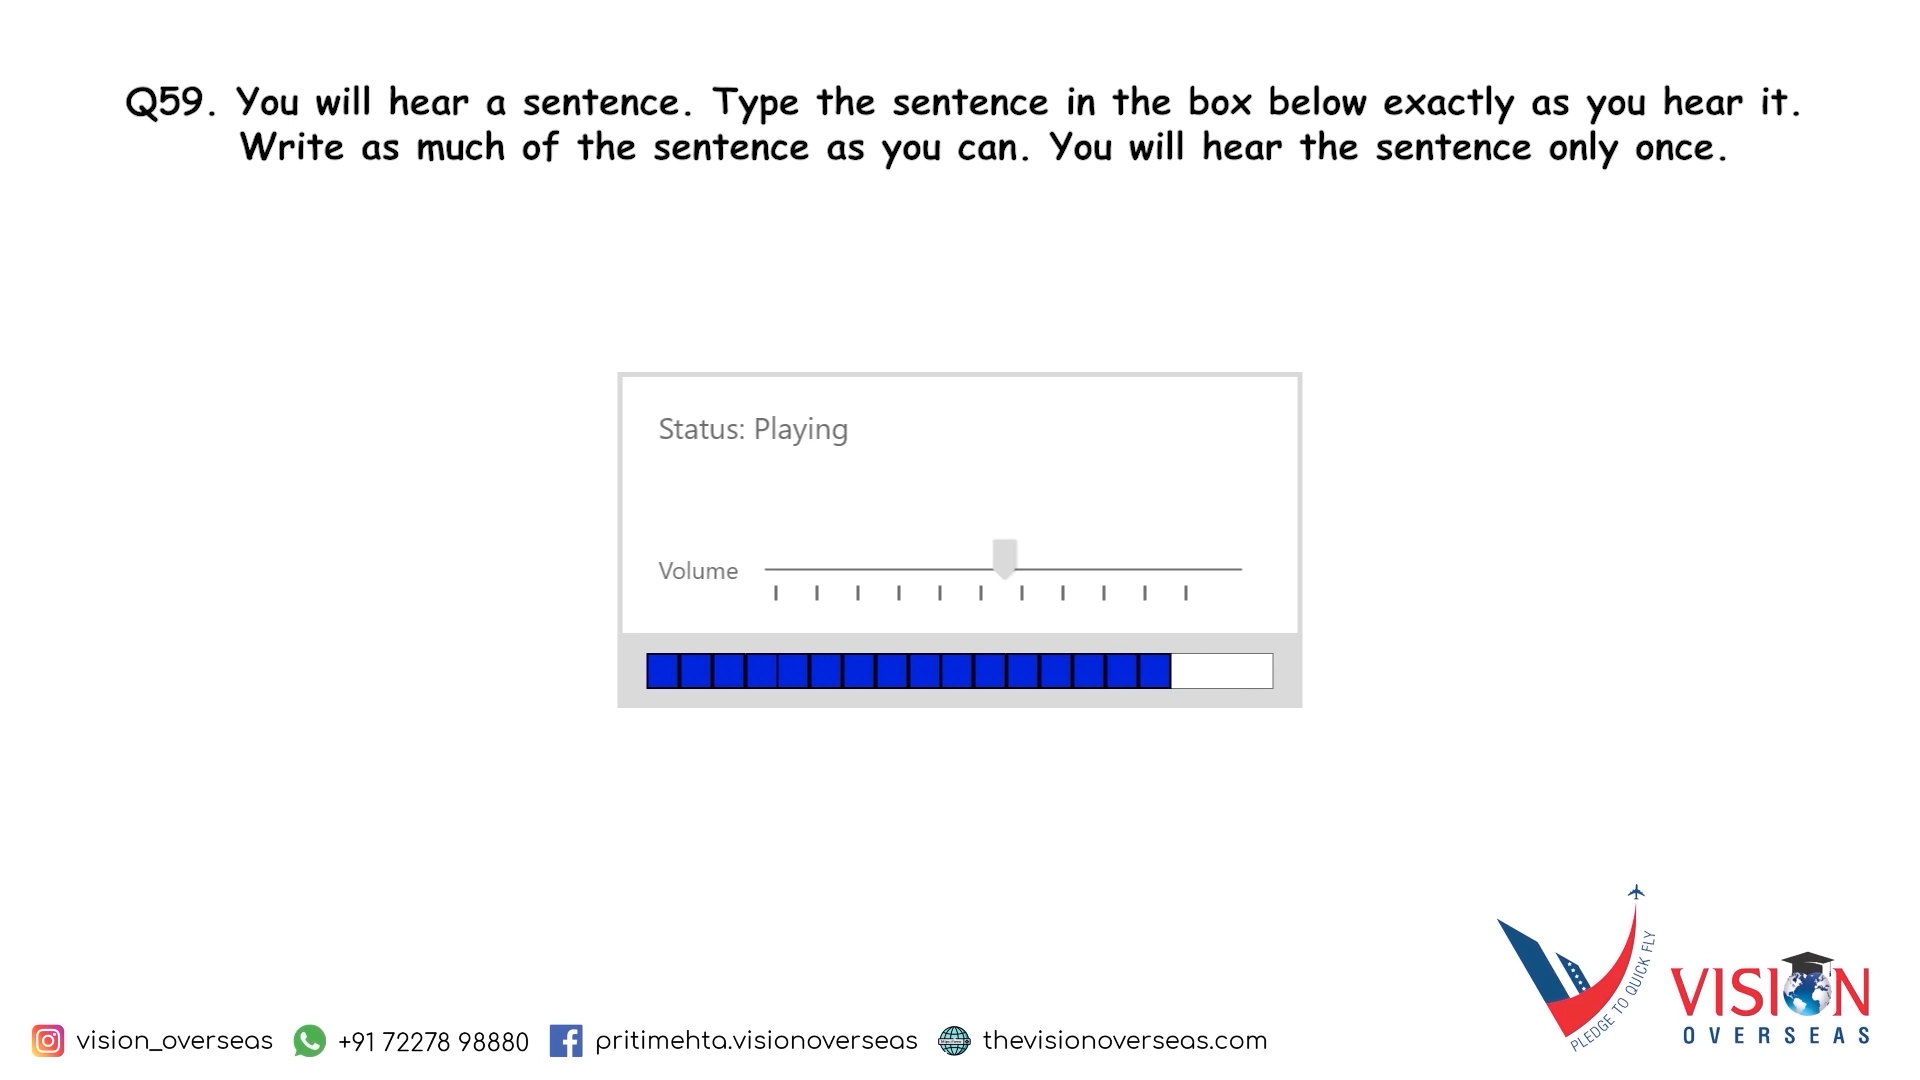 Q59. You will hear a sentence. Type the sentence in the box below exactly as you hear it.
Write as much of the sentence as you can. You will hear the sentence only once.
Status: Playing
Volume
PLEDGE TO QUICK FLY
VISION
OVERSEAS
vision_overseas +91 72278 98880 pritimehta.visionoverseas thevisionoverseas.com